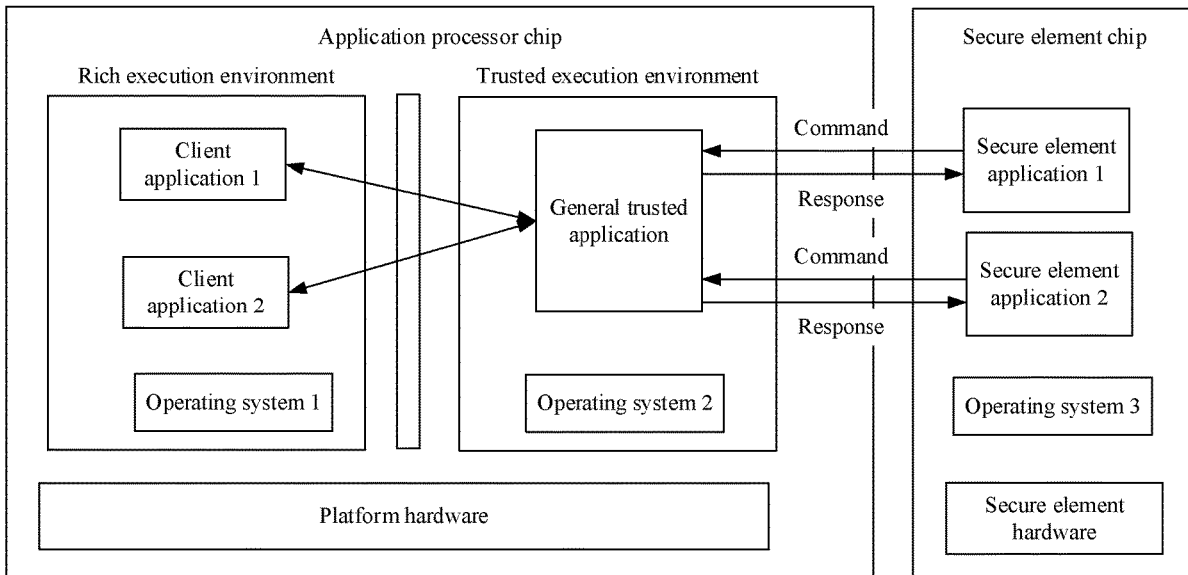 Application processor chip
Secure element chip
Rich execution environment
Trusted execution environment
Client
application 1
Client
application 2
General trusted
application
Command
Response
Command
Response
Secure element
application 1
Secure element
application 2
Operating system 1
Operating system 2
Operating system 3
Platform hardware
Secure element
hardware